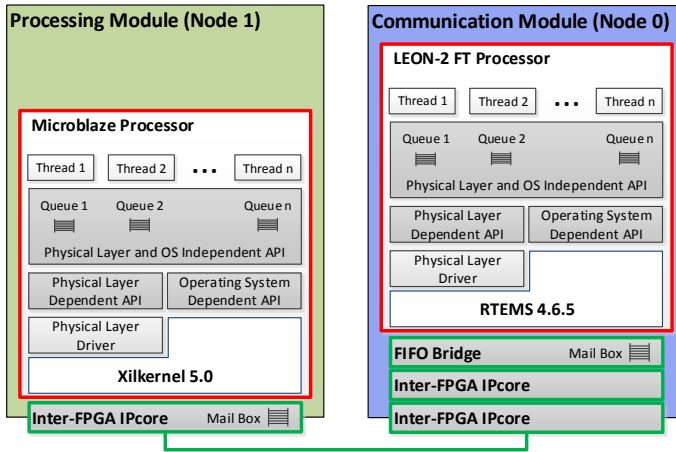 Processing Module (Node 1)
Microblaze Processor
Thread 1 Thread 2 ... Thread n
Queue 1 Queue 2 Queue n
Physical Layer and OS Independent API
Physical Layer
Dependent API
Operating System
Dependent API
Physical Layer
Driver
Xilkernel 5.0
Inter-FPGA IPcore Mail Box
Communication Module (Node 0)
LEON-2 FT Processor
Thread 1 Thread 2 ... Thread n
Queue 1 Queue 2 Queue n
Physical Layer and OS Independent API
Physical Layer
Dependent API
Operating System
Dependent API
Physical Layer
Driver
RTEMS 4.6.5
FIFO Bridge Mail Box
Inter-FPGA IPcore
Inter-FPGA IPcore